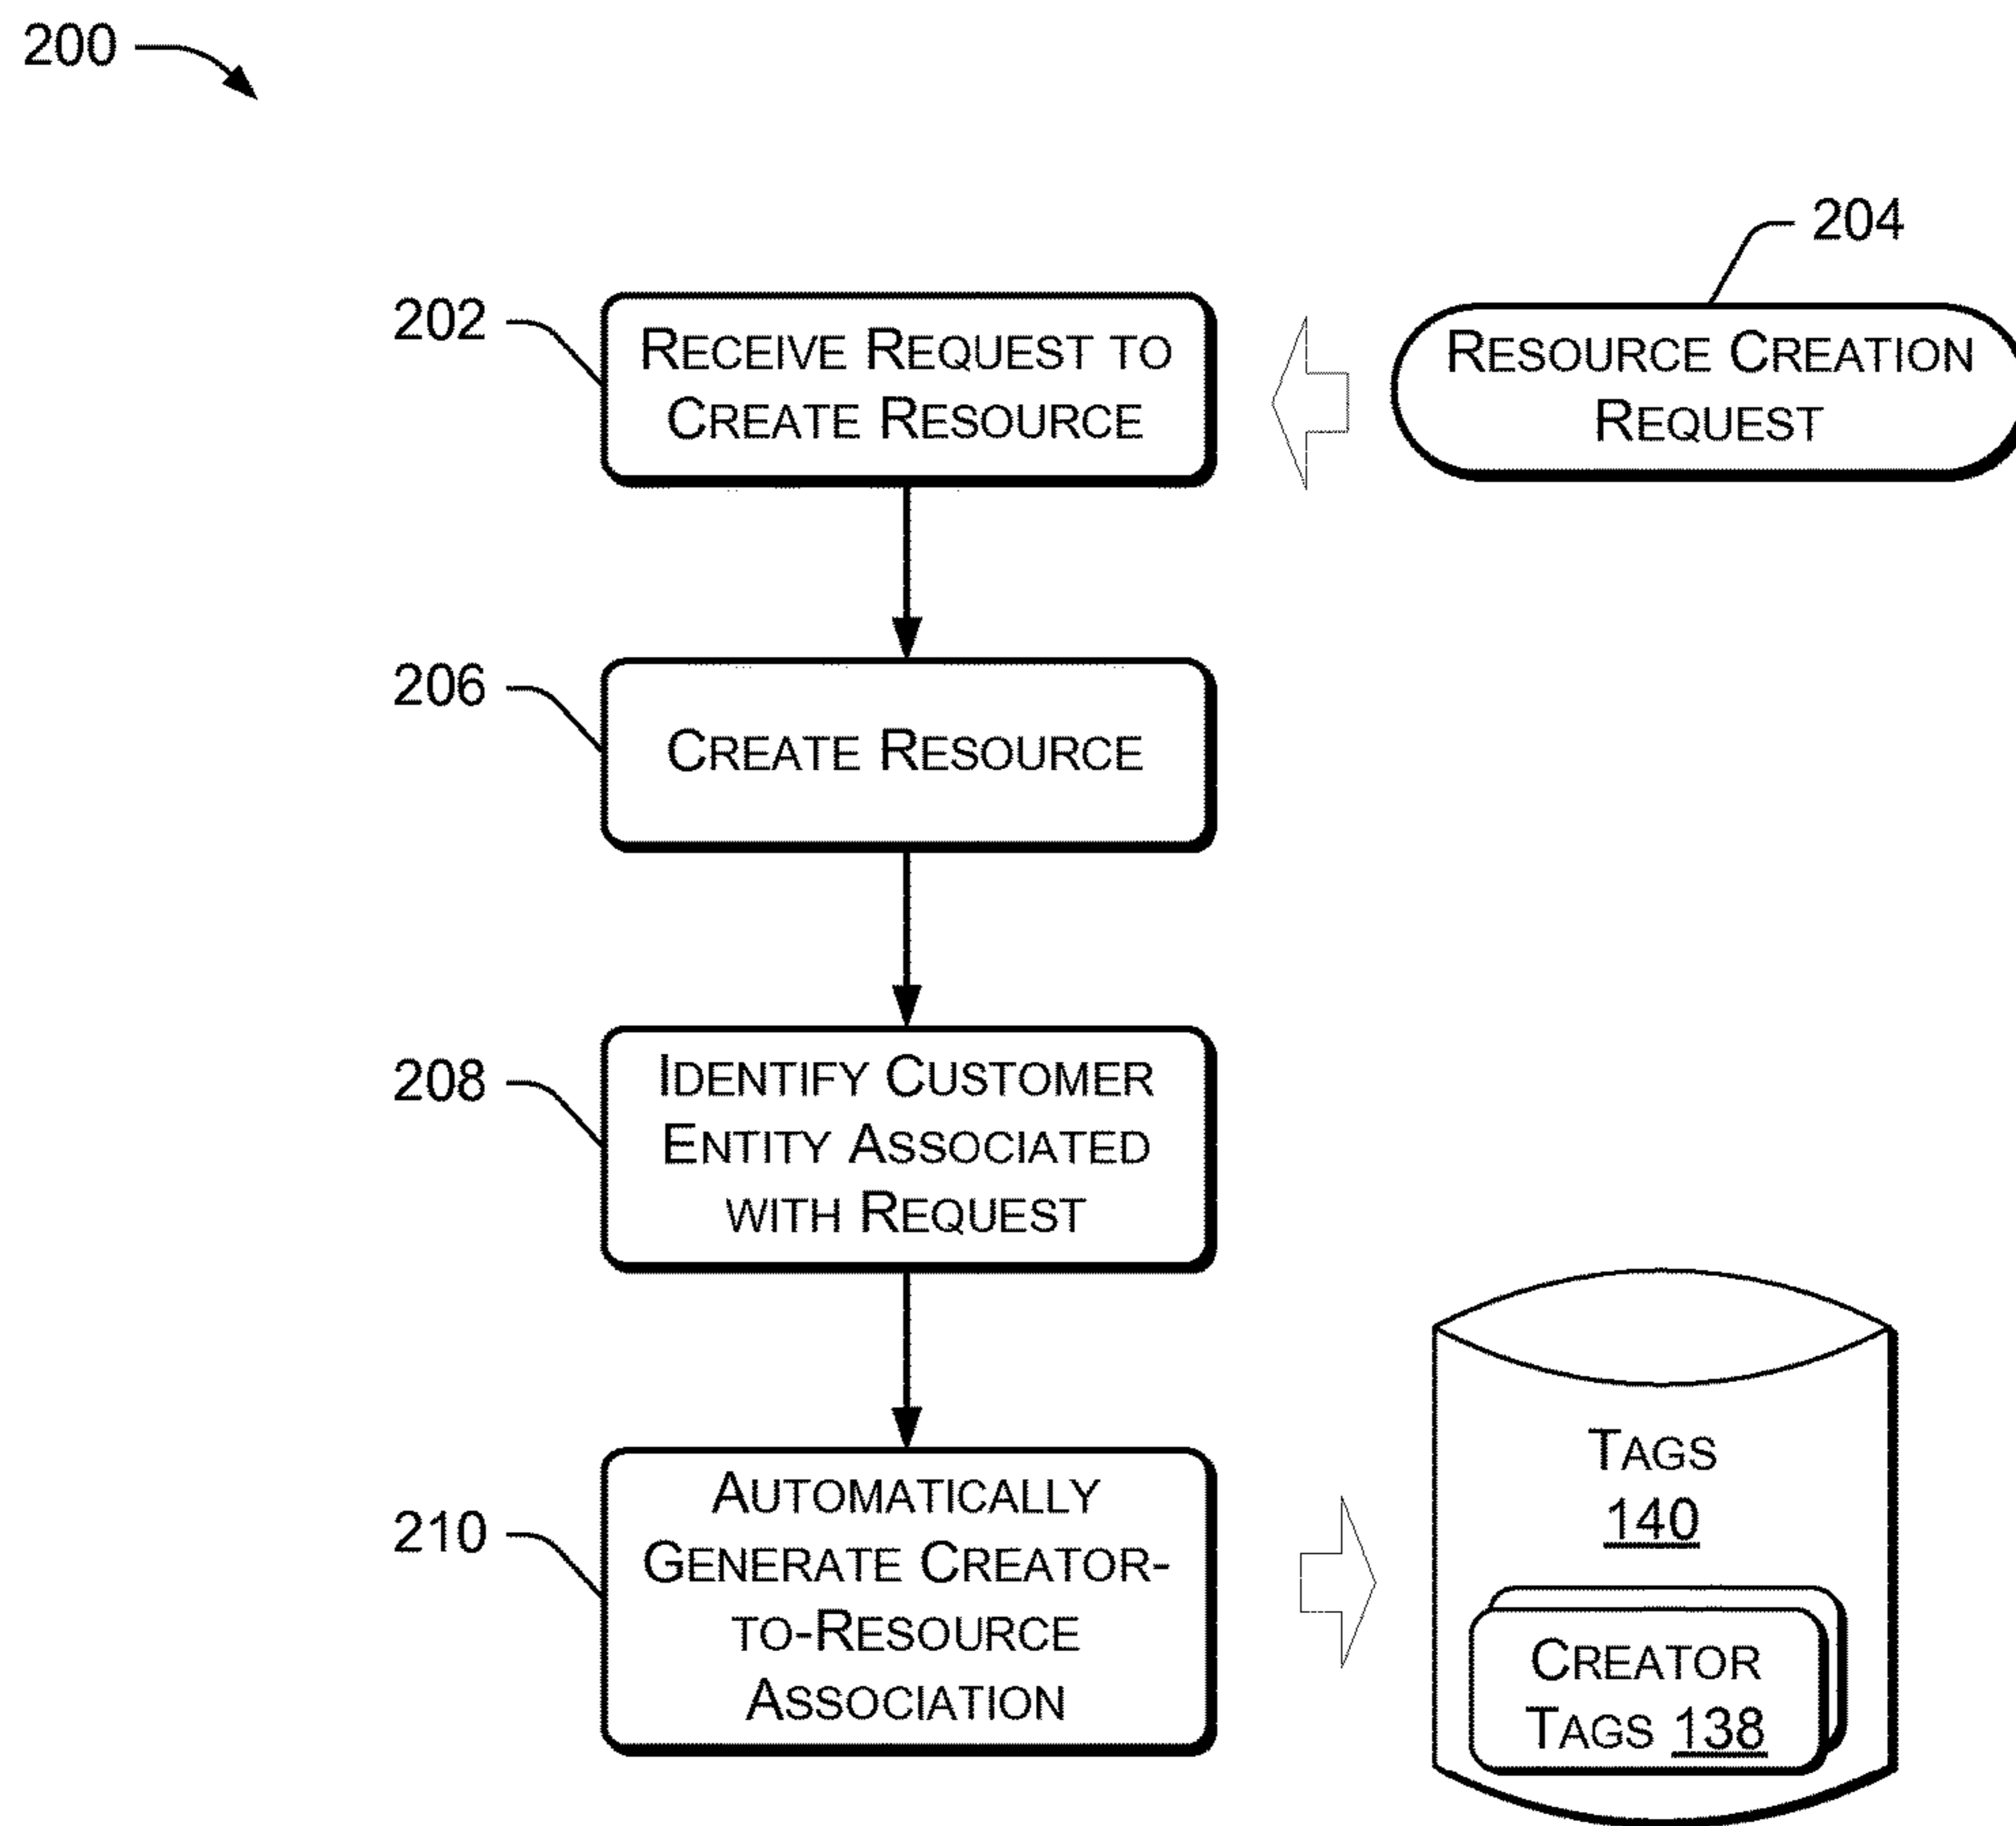 200
204
202
RECEIVE REQUEST TO
CREATE RESOURCE
RESOURCE CREATION
REQUEST
206
CREATE RESOURCE
208
IDENTIFY CUSTOMER
ENTITY ASSOCIATED
WITH REQUEST
210
AUTOMATICALLY
GENERATE CREATOR-
TO-RESOURCE
ASSOCIATION
TAGS
140
CREATOR
TAGS 138